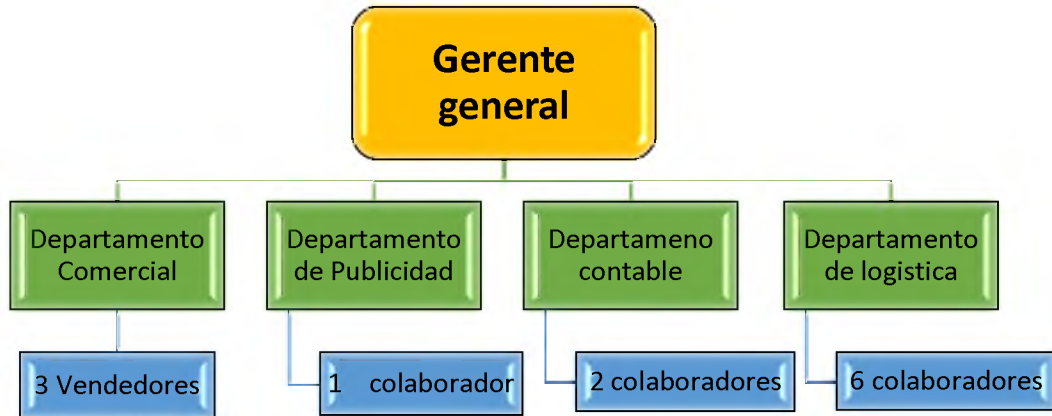 Gerente
general
Departamento
Comercial
Departamento
de Publicidad
Departameno
contable
Departamento
de logistica
3 Vendedores
1 colaborador
2 colaboradores
6 colaboradores